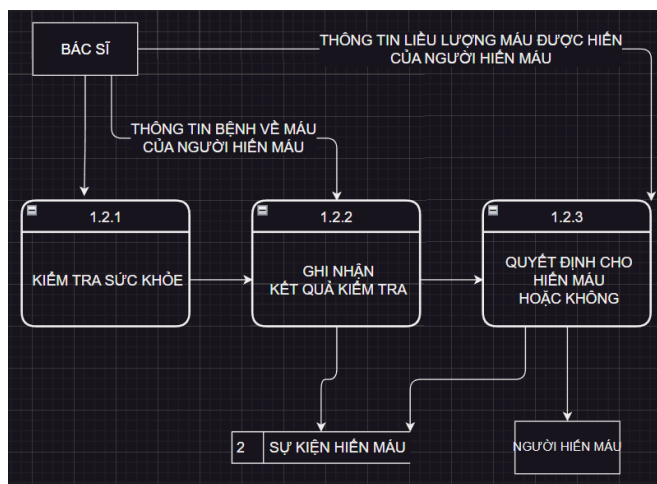 BÁC SĨ
THÔNG TIN LIỀU LƯỢNG MÁU ĐƯỢC HIẾN
CỦA NGƯỜI HIẾN MÁU
THÔNG TIN BỆNH VỀ MÁU
CỦA NGƯỜI HIẾN MÁU
1.2.1
KIỂM TRA SỨC KHỎE
1.2.2
GHI NHẬN
KẾT QUẢ KIỂM TRA
1.2.3
QUYẾT ĐỊNH CHO
HIẾN MÁU
HOẶC KHÔNG
2 SỰ KIỆN HIẾN MÁU
NGƯỜI HIẾN MÁU